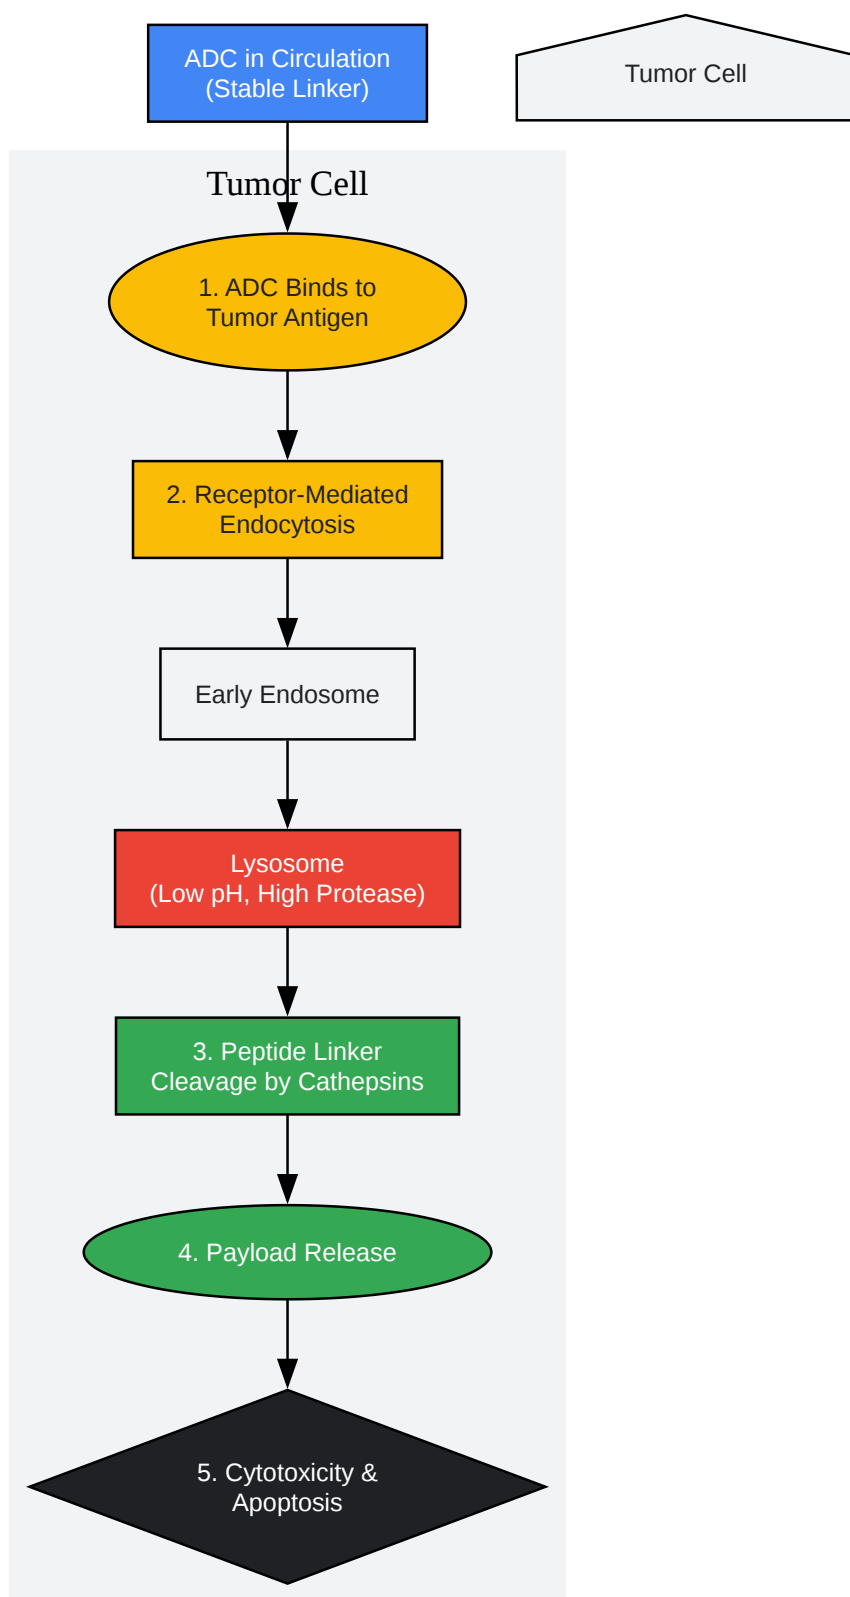 ADC in Circulation
(Stable Linker)
Tumor Cell
Tumor Cell
1. ADC Binds to
Tumor Antigen
2. Receptor-Mediated
Endocytosis
Early Endosome
Lysosome
(Low pH, High Protease)
3. Peptide Linker
Cleavage by Cathepsins
4. Payload Release
5. Cytotoxicity &
Apoptosis